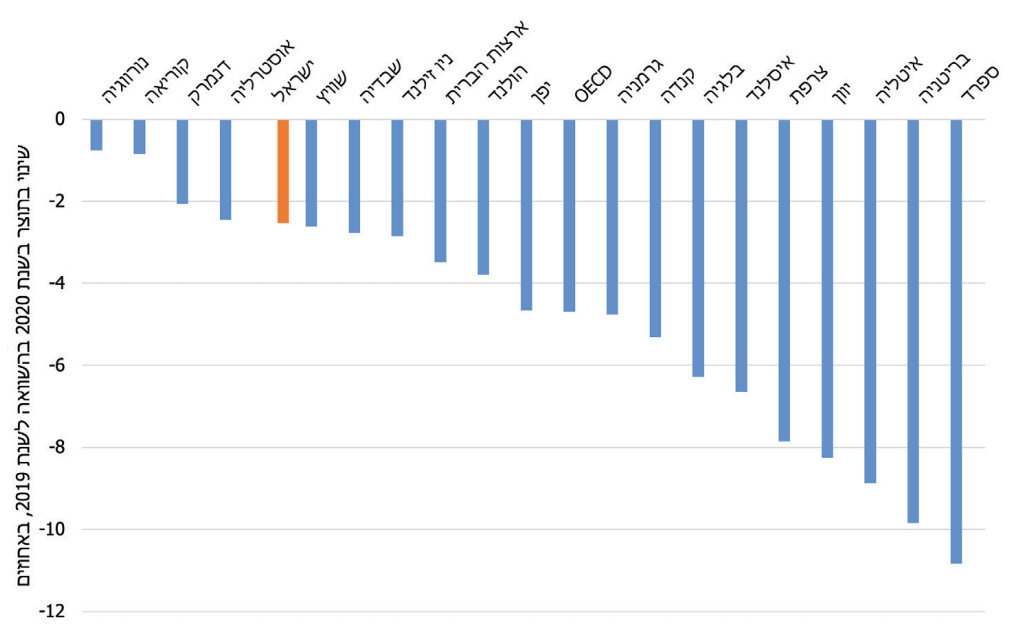 נורווגיה
קוריאה
דנמרק
אוסטרליה
ישראל
שוויץ
שבדיה
ניו זילנד
ארצות הברית
הולנד
יפן
OECD
גרמניה
קנדה
בלגיה
איסלנד
צרפת
יוון
איטליה
בריטניה
ספרד
שינוי בתוצר בשנת 2020 בהשוואה לשנת 2019, באחוזים
0
-2
-4
-6
-8
-10
-12